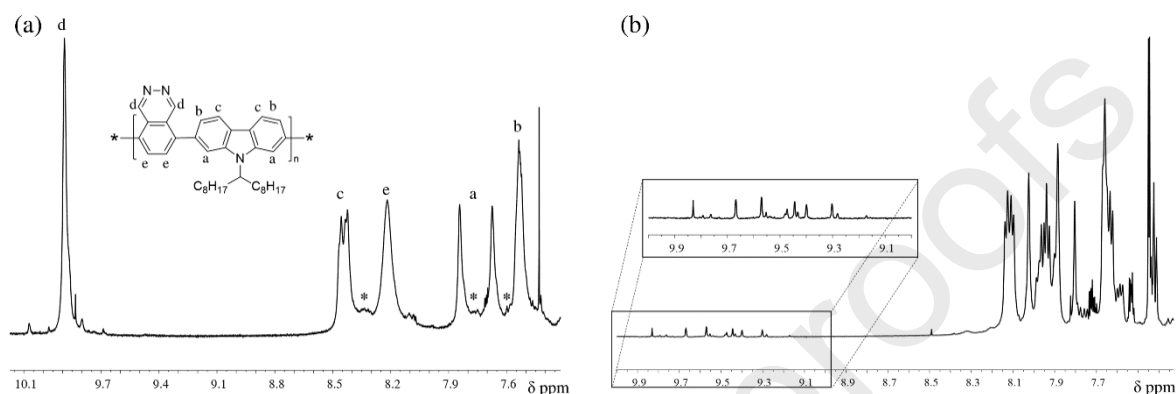 (a)
d
N N
d d
b c c b
e e
a a
N
C8H17 C8H17
* [ ]n *
c
e
a
b
* * *
10.1 9.7 9.4 9.1 8.8 8.5 8.2 7.9 7.6
δ ppm
(b)
9.9 9.7 9.5 9.3 9.1
9.9 9.7 9.5 9.3 9.1 8.9 8.9 8.5 8.3 8.1 7.9 7.7
δ ppm
proofs